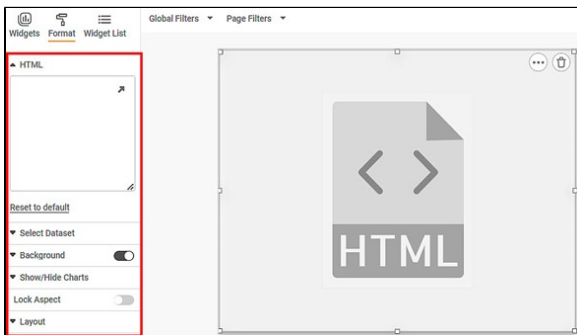 Widgets Format Widget List
Global Filters Page Filters
HTML
Reset to default
Select Dataset
Background
Show/Hide Charts
Lock Aspect
Layout
HTML